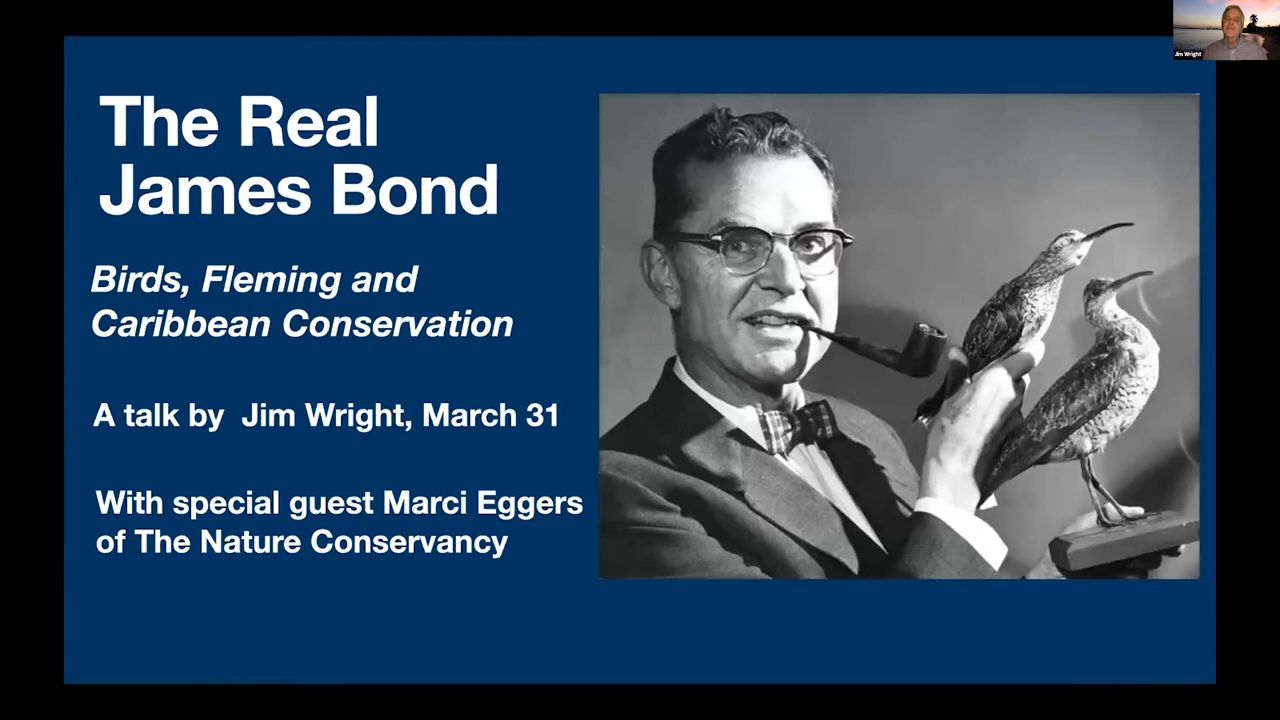 The Real
James Bond
Birds, Fleming and
Caribbean Conservation
A talk by Jim Wright, March 31
With special guest Marci Eggers
of The Nature Conservancy
Jim Wright